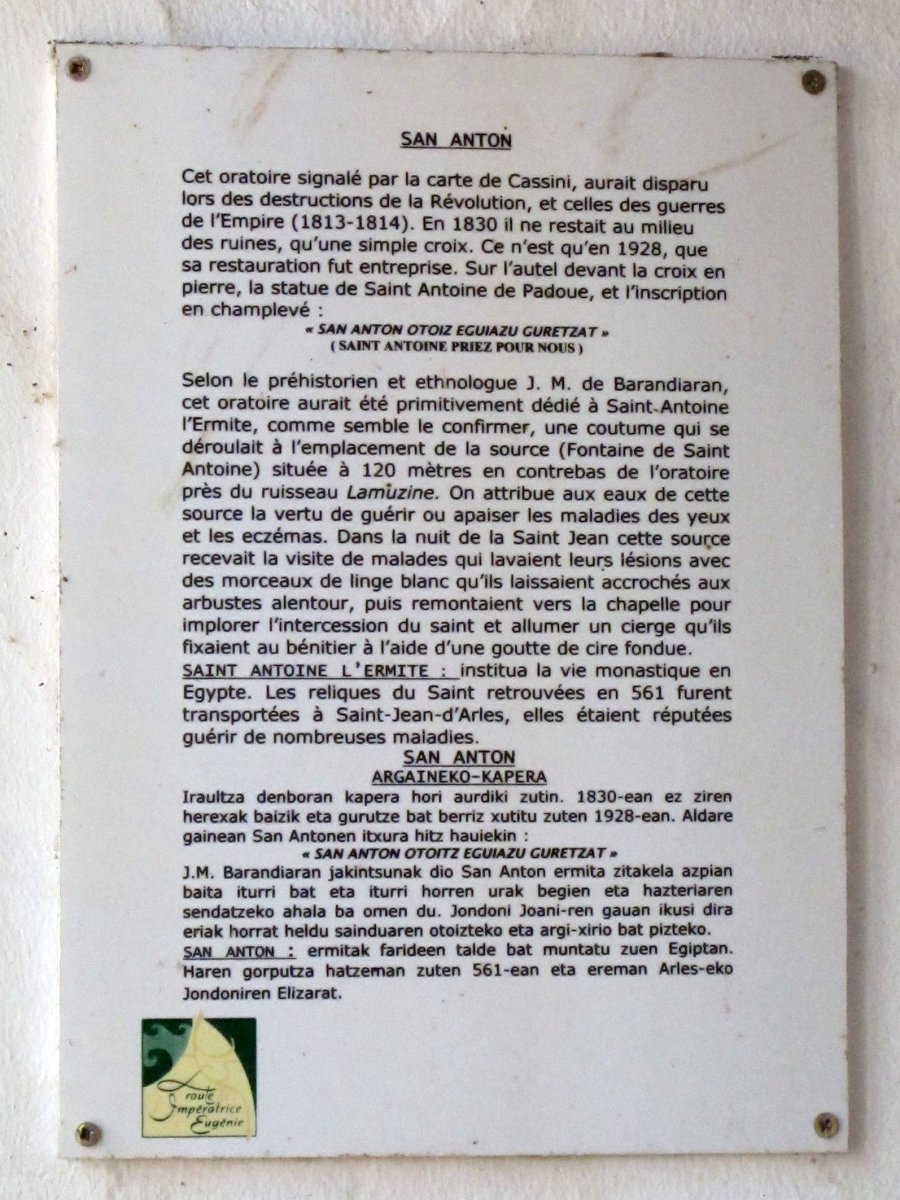 SAN ANTON
Cet oratoire signalé par la carte de Cassini, aurait disparu
lors des destructions de la Révolution, et celles des guerres
de l'Empire (1813-1814). En 1830 il ne restait au milieu
des ruines, qu'une simple croix. Ce n'est qu'en 1928, que
sa restauration fut entreprise. Sur l'autel devant la croix en
pierre, la statue de Saint Antoine de Padoue, et l'inscription
en champlevé :
« SAN ANTON OTOIZ EGUIAZU GURETZAT »
( SAINT ANTOINE PRIEZ POUR NOUS )
Selon le préhistorien et ethnologue J. M. de Barandiaran,
cet oratoire aurait été primitivement dédié à Saint Antoine
l'Ermite, comme semble le confirmer, une coutume qui se
déroulait à l'emplacement de la source (Fontaine de Saint
Antoine) située à 120 mètres en contrebas de l'oratoire
près du ruisseau Lamuzine. On attribue aux eaux de cette
source la vertu de guérir ou apaiser les maladies des yeux
et les eczémas. Dans la nuit de la Saint Jean cette source
recevait la visite de malades qui lavaient leurs lésions avec
des morceaux de linge blanc qu'ils laissaient accrochés aux
arbustes alentour, puis remontaient vers la chapelle pour
implorer l'intercession du saint et allumer un cierge qu'ils
fixaient au bénitier à l'aide d'une goutte de cire fondue.
SAINT ANTOINE L'ERMITE : institua la vie monastique en
Egypte. Les reliques du Saint retrouvées en 561 furent
transportées à Saint-Jean-d'Arles, elles étaient réputées
guérir de nombreuses maladies.
SAN ANTON
ARGAINEKO-KAPERA
Iraultza denboran kapera hori aurdiki zutin. 1830-ean ez ziren
herexak baizik eta gurutze bat berriz xutitu zuten 1928-ean. Aldare
gainean San Antonen itxura hitz hauiekin :
« SAN ANTON OTOITZ EGUIAZU GURETZAT »
J.M. Barandiaran jakintsunak dio San Anton ermita zitakela azpian
baita iturri bat eta iturri horren urak begien eta hazteriaren
sendatzeko ahala ba omen du. Jondoni Joani-ren gauan ikusi dira
eriak horrat heldu sainduaren otoizteko eta argi-xirio bat pizteko.
SAN ANTON : ermitak farideen talde bat muntatu zuen Egiptan.
Haren gorputza hatzeman zuten 561-ean eta ereman Arles-eko
Jondoniren Elizarat.
route
Impératrice
Eugénie